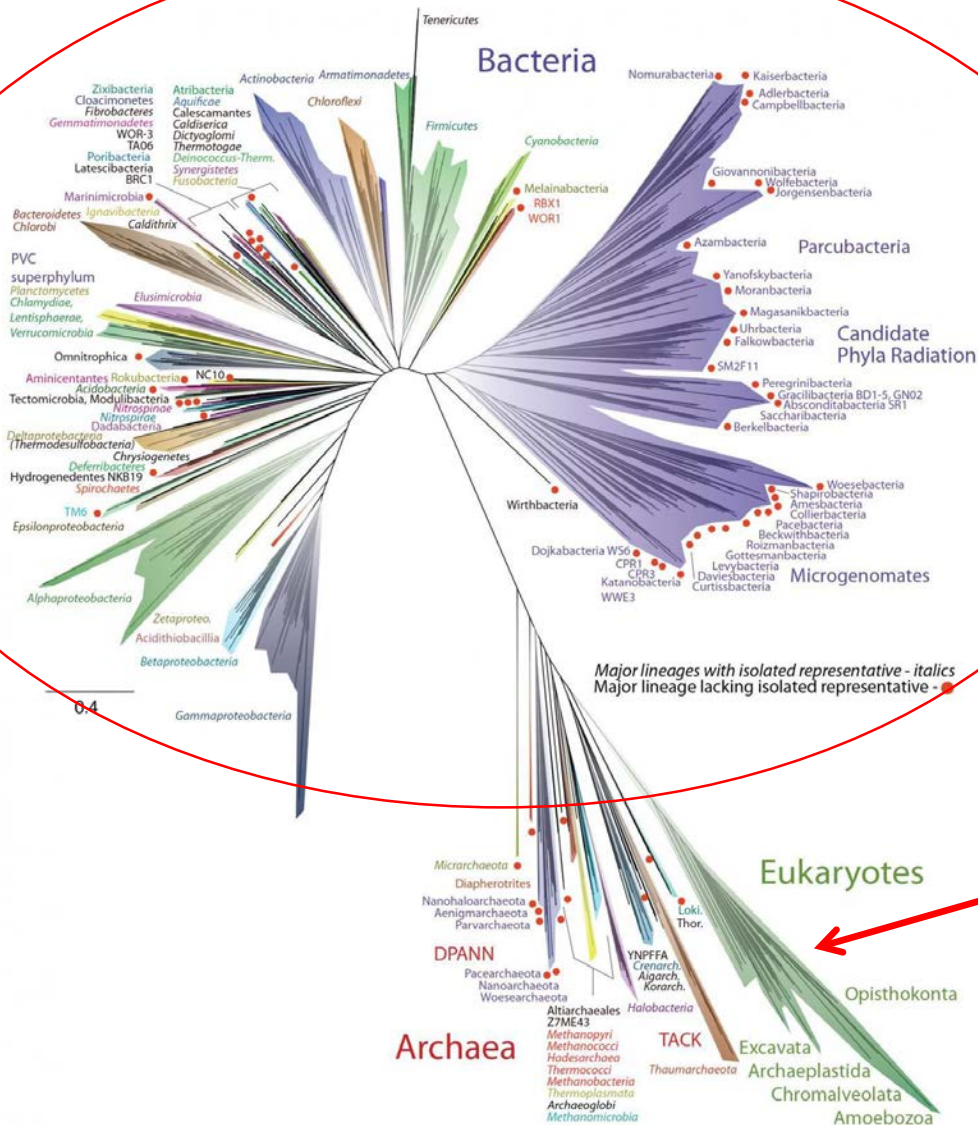 Tenericutes
Bacteria
Nomurabacteria
Kaiserbacteria
Adlerbacteria
Campbellbacteria
Actinobacteria
Armatimonadetes
Zixibacteria
Cloacimonetes
Fibrobacteres
Gemmatimonadetes
WOR-3
TA06
Poribacteria
Latescibacteria
BRC1
Atribacteria
Aquificae
Calescamantes
Caldiserica
Dictyoglomi
Thermotogae
Deinococcus-Therm.
Synergistetes
Fusobacteria
Chloroflexi
Firmicutes
Cyanobacteria
Melainabacteria
RBX1
WOR1
Giovannonibacteria
Wolfebacteria
Jorgensenbacteria
Azambacteria
Parcubacteria
Yanofskybacteria
Moranbacteria
Magasanikbacteria
Uhrbacteria
Falkowbacteria
Candidate
Phyla Radiation
SM2F11
Marinimicrobia
Bacteroidetes
Chlorobi
Ignavibacteria
Caldithrix
PVC
superphylum
Planctomycetes
Chlamydiae,
Lentisphaerae,
Verrucomicrobia
Elusimicrobia
Omnitrophica
Aminicentantes
Rokubacteria
NC10
Acidobacteria
Tectomicrobia, Modulibacteria
Nitrospinae
Nitrospirae
Dadabacteria
Deltaprotebacteria
(Thermodesulfobacteria)
Chrysiogenetes
Deferribacteres
Hydrogenedentes NKB19
Spirochaetes
TM6
Epsilonproteobacteria
Peregrinibacteria
Gracilibacteria BD1-5, GN02
Absconditabacteria SR1
Saccharibacteria
Berkelbacteria
Woesebacteria
Shapirobacteria
Amesbacteria
Collierbacteria
Pacebacteria
Beckwithbacteria
Roizmanbacteria
Gottesmanbacteria
Levybacteria
Daviesbacteria
Curtissbacteria
Microgenomates
Wirthbacteria
Dojkabacteria WS6
CPR1
CPR3
Katanobacteria
WWE3
Alphaproteobacteria
Zetaproteo.
Acidithiobacillia
Betaproteobacteria
Gammaproteobacteria
0.4
Major lineages with isolated representative - italics
Major lineage lacking isolated representative -
Micrarchaeota
Diapherotrites
Nanohaloarchaeota
Aenigmarchaeota
Parvarchaeota
DPANN
Pacearchaeota
Nanoarchaeota
Woesearchaeota
Archaea
Altiarchaeales
Z7ME43
Methanopyri
Methanococci
Hadesarchaea
Thermococci
Methanobacteria
Thermoplasmata
Archaeoglobi
Methanomicrobia
Halobacteria
YNPFFA
Crenarch.
Aigarch.
Korarch.
Loki.
Thor.
TACK
Thaumarchaeota
Eukaryotes
Opisthokonta
Excavata
Archaeplastida
Chromalveolata
Amoebozoa